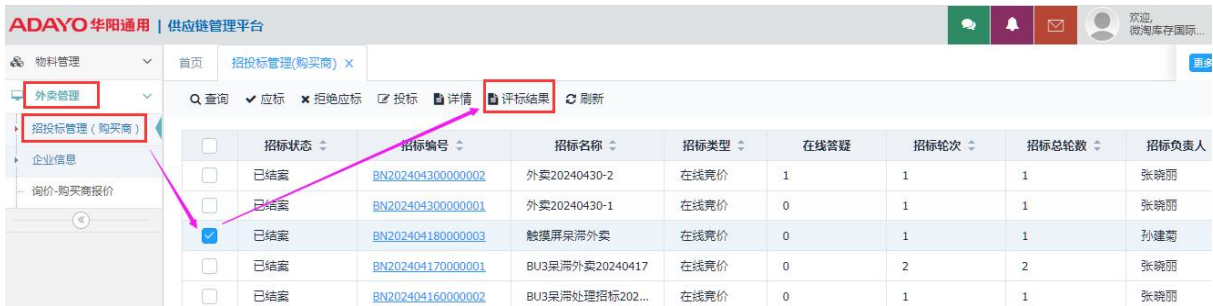 ADAYO华阳通用 | 供应链管理平台
欢迎,
微淘库存国际...
物料管理
外卖管理
招投标管理（购买商）
企业信息
询价-购买商报价
首页 招投标管理(购买商) ×
更多
查询 应标 拒绝应标 投标 详情 评标结果 刷新
招标状态 招标编号 招标名称 招标类型 在线答疑 招标轮次 招标总轮数 招标负责人
已结案 BN202404300000002 外卖20240430-2 在线竞价 1 1 1 张晓丽
已结案 BN202404300000001 外卖20240430-1 在线竞价 0 1 1 张晓丽
已结案 BN202404180000003 触摸屏呆滞外卖 在线竞价 0 1 1 孙建菊
已结案 BN202404170000001 BU3呆滞外卖20240417 在线竞价 0 2 2 张晓丽
已结案 BN202404160000002 BU3呆滞处理招标202... 在线竞价 0 1 1 张晓丽